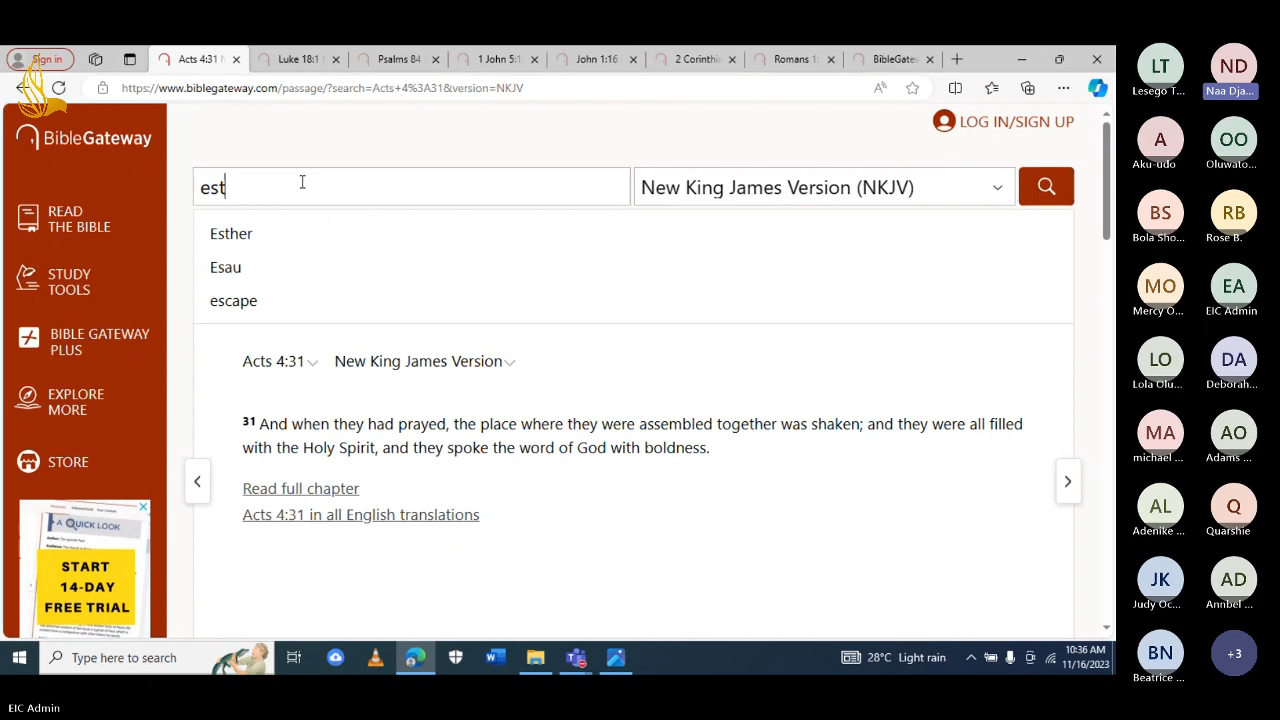 Sign in
Acts 4:31
Luke 18:1
Psalms 84
1 John 5:1
John 1:16
2 Corinthi
Romans 1
BibleGate
https://www.biblegateway.com/passage/?search=Acts+4%3A31&version=NKJV
BibleGateway
LOG IN/SIGN UP
est
New King James Version (NKJV)
READ
THE BIBLE
STUDY
TOOLS
BIBLE GATEWAY
PLUS
EXPLORE
MORE
STORE
Esther
Esau
escape
Acts 4:31 New King James Version
31 And when they had prayed, the place where they were assembled together was shaken; and they were all filled
with the Holy Spirit, and they spoke the word of God with boldness.
Read full chapter
Acts 4:31 in all English translations
A QUICK LOOK
START
14-DAY
FREE TRIAL
Type here to search
28°C Light rain
10:36 AM
11/16/2023
EIC Admin
LT
Lesego T...
ND
Naa Dja...
A
Aku-udo
OO
Oluwato...
BS
Bola Sho...
RB
Rose B.
MO
Mercy O...
EA
EIC Admin
LO
Lola Olu...
DA
Deborah...
MA
michael ...
AO
Adams ...
AL
Adenike ...
Q
Quarshie
JK
Judy Oc...
AD
Annbel ...
BN
Beatrice ...
+3